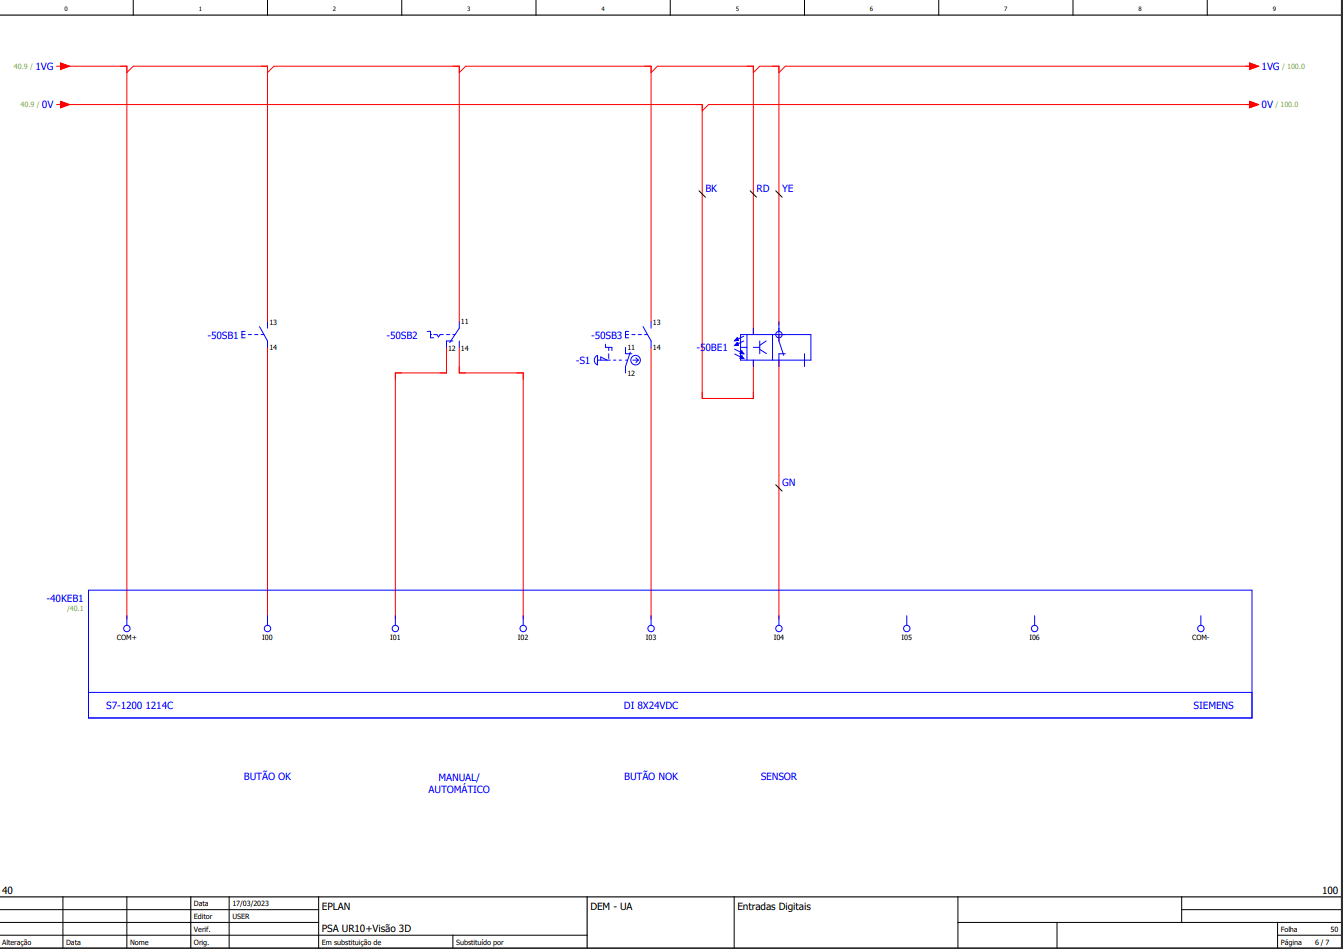 0 1 2 3 4 5 6 7 8 9
40.9 / 1VG 1VG / 100.0
40.9 / 0V 0V / 100.0
BK RD YE
13 11 13
-50SB1 -50SB2 -50SB3
14 12 14 11 14 -50BE1
-S1
12
GN
-40KEB1
/40.1
COM+ I00 I01 I02 I03 I04 I05 I06 COM-
S7-1200 1214C DI 8X24VDC SIEMENS
BUTÃO OK MANUAL/ BUTÃO NOK SENSOR
AUTOMÁTICO
40 100
Data 17/03/2023 EPLAN DEM - UA Entradas Digitais
Editor USER
Verif. PSA UR10+Visão 3D Folha 50
Alteração Data Nome Orig. Em substituição de Substituído por Página 6 / 7